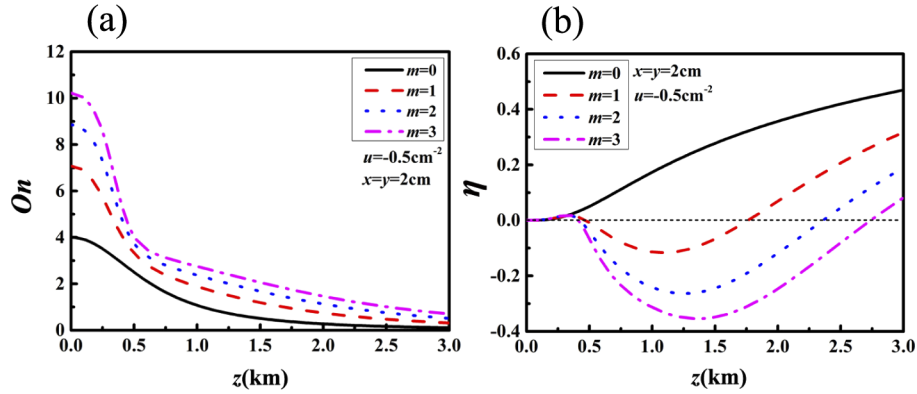 (a)
12
10
8
6
4
2
0
On
m=0
m=1
m=2
m=3
u=-0.5cm⁻²
x=y=2cm
0.0 0.5 1.0 1.5 2.0 2.5 3.0
z(km)
(b)
0.6
0.4
0.2
0.0
-0.2
-0.4
η
m=0
m=1
m=2
m=3
x=y=2cm
u=-0.5cm⁻²
0.0 0.5 1.0 1.5 2.0 2.5 3.0
z(km)